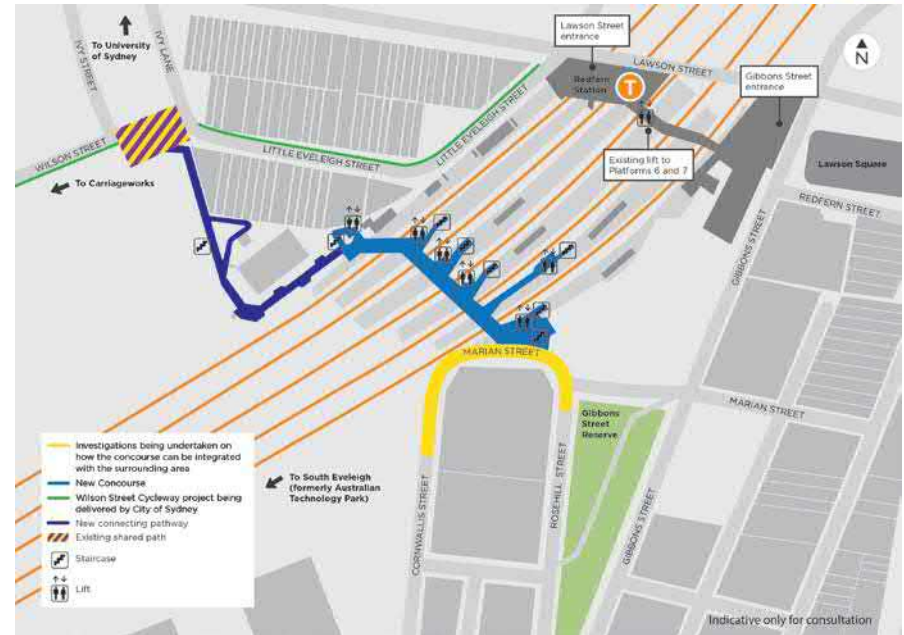 To University
of Sydney
IVY STREET
IVY LANE
Lawson Street
entrance
LAWSON STREET
Gibbons Street
entrance
N
Redfern
Station
T
WILSON STREET
To Carriageworks
LITTLE EVELEIGH STREET
LITTLE EVELEIGH STREET
Existing lift to
Platforms 6 and 7
Lawson Square
REDFERN STREET
GIBBONS STREET
MARIAN STREET
MARIAN STREET
Gibbons
Street
Reserve
Investigations being undertaken on
how the concourse can be integrated
with the surrounding area
New Concourse
Wilson Street Cycleway project being
delivered by City of Sydney
New connecting pathway
Existing shared path
Staircase
Lift
To South Eveleigh
(formerly Australian
Technology Park)
CORNWALLIS STREET
ROSEHILL STREET
GIBBONS STREET
Indicative only for consultation